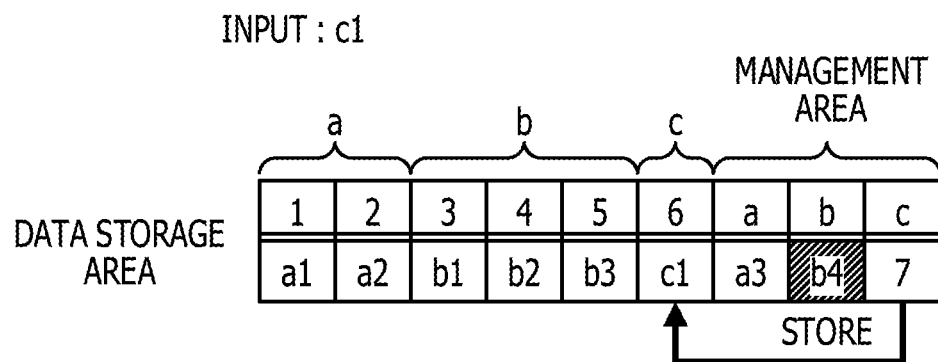 INPUT : c1
MANAGEMENT
AREA
a b c
1 2 3 4 5 6 a b c
DATA STORAGE
AREA
a1 a2 b1 b2 b3 c1 a3 b4 7
STORE